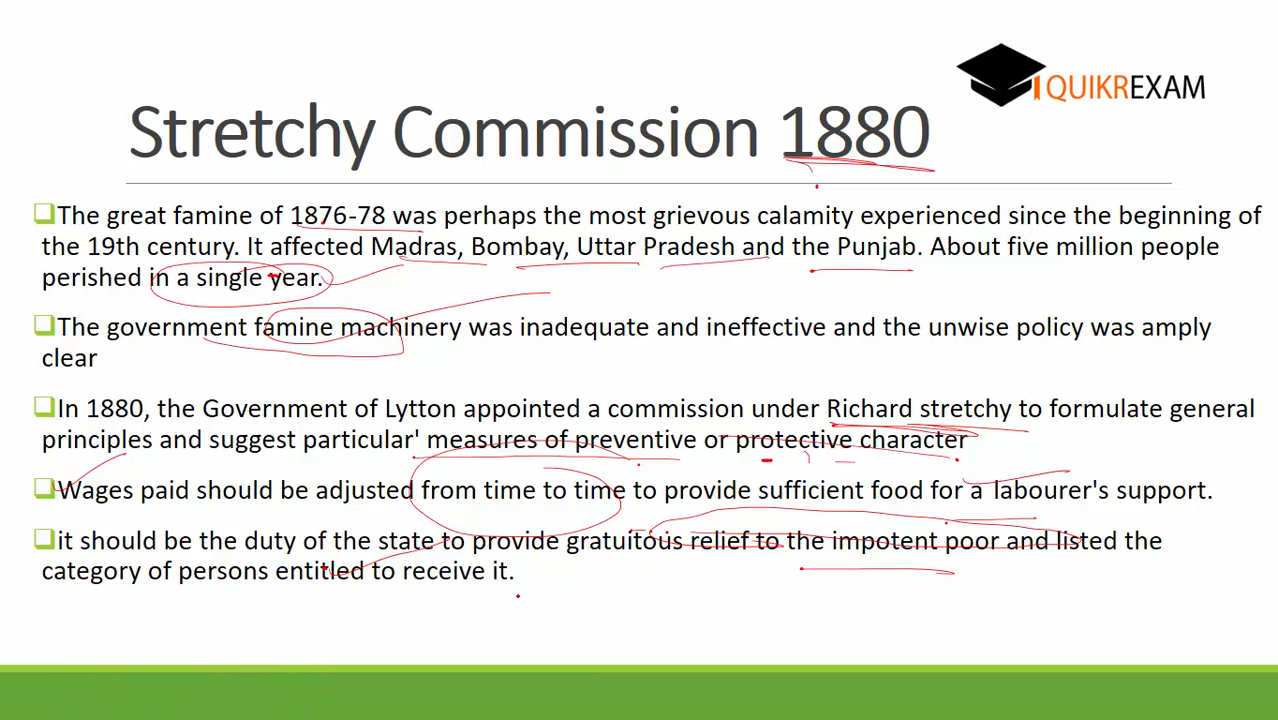 QUIKREXAM
Stretchy Commission 1880
The great famine of 1876-78 was perhaps the most grievous calamity experienced since the beginning of
the 19th century. It affected Madras, Bombay, Uttar Pradesh and the Punjab. About five million people
perished in a single year.
The government famine machinery was inadequate and ineffective and the unwise policy was amply
clear
In 1880, the Government of Lytton appointed a commission under Richard stretchy to formulate general
principles and suggest particular' measures of preventive or protective character
Wages paid should be adjusted from time to time to provide sufficient food for a labourer's support.
it should be the duty of the state to provide gratuitous relief to the impotent poor and listed the
category of persons entitled to receive it.